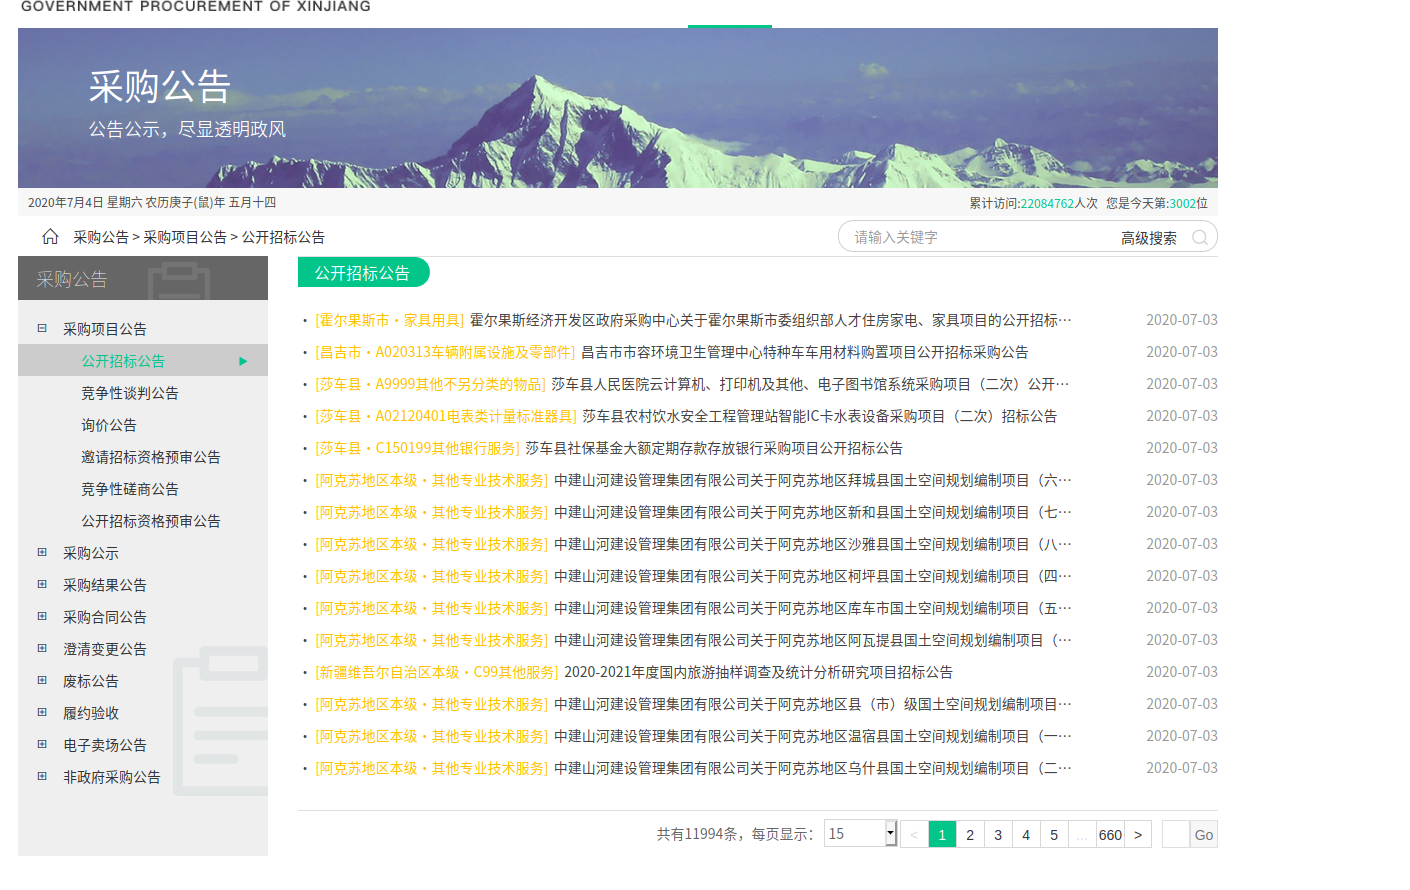 GOVERNMENT PROCUREMENT OF XINJIANG
采购公告
公告公示，尽显透明政风
2020年7月4日 星期六 农历庚子(鼠)年 五月十四
累计访问:22084762人次 您是今天第:3002位
采购公告 > 采购项目公告 > 公开招标公告
请输入关键字 高级搜索
采购公告
采购项目公告
公开招标公告
竞争性谈判公告
询价公告
邀请招标资格预审公告
竞争性磋商公告
公开招标资格预审公告
采购公示
采购结果公告
采购合同公告
澄清变更公告
废标公告
履约验收
电子卖场公告
非政府采购公告
公开招标公告
[霍尔果斯市·家具用具] 霍尔果斯经济开发区政府采购中心关于霍尔果斯市委组织部人才住房家电、家具项目的公开招标… 2020-07-03
[昌吉市·A020313车辆附属设施及零部件] 昌吉市市容环境卫生管理中心特种车车用材料购置项目公开招标采购公告 2020-07-03
[莎车县·A9999其他不另分类的物品] 莎车县人民医院云计算机、打印机及其他、电子图书馆系统采购项目（二次）公开… 2020-07-03
[莎车县·A02120401电表类计量标准器具] 莎车县农村饮水安全工程管理站智能IC卡水表设备采购项目（二次）招标公告 2020-07-03
[莎车县·C150199其他银行服务] 莎车县社保基金大额定期存款存放银行采购项目公开招标公告 2020-07-03
[阿克苏地区本级·其他专业技术服务] 中建山河建设管理集团有限公司关于阿克苏地区拜城县国土空间规划编制项目（六… 2020-07-03
[阿克苏地区本级·其他专业技术服务] 中建山河建设管理集团有限公司关于阿克苏地区新和县国土空间规划编制项目（七… 2020-07-03
[阿克苏地区本级·其他专业技术服务] 中建山河建设管理集团有限公司关于阿克苏地区沙雅县国土空间规划编制项目（八… 2020-07-03
[阿克苏地区本级·其他专业技术服务] 中建山河建设管理集团有限公司关于阿克苏地区柯坪县国土空间规划编制项目（四… 2020-07-03
[阿克苏地区本级·其他专业技术服务] 中建山河建设管理集团有限公司关于阿克苏地区库车市国土空间规划编制项目（五… 2020-07-03
[阿克苏地区本级·其他专业技术服务] 中建山河建设管理集团有限公司关于阿克苏地区阿瓦提县国土空间规划编制项目（… 2020-07-03
[新疆维吾尔自治区本级·C99其他服务] 2020-2021年度国内旅游抽样调查及统计分析研究项目招标公告 2020-07-03
[阿克苏地区本级·其他专业技术服务] 中建山河建设管理集团有限公司关于阿克苏地区县（市）级国土空间规划编制项目… 2020-07-03
[阿克苏地区本级·其他专业技术服务] 中建山河建设管理集团有限公司关于阿克苏地区温宿县国土空间规划编制项目（一… 2020-07-03
[阿克苏地区本级·其他专业技术服务] 中建山河建设管理集团有限公司关于阿克苏地区乌什县国土空间规划编制项目（二… 2020-07-03
共有11994条，每页显示： 15 < 1 2 3 4 5 ... 660 > Go